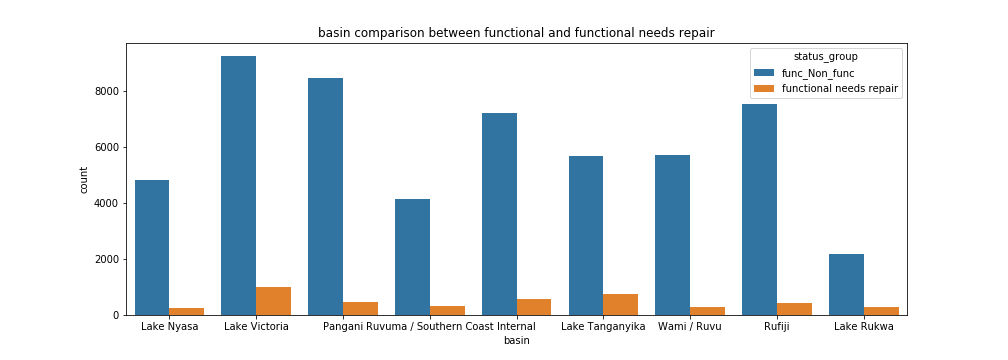 basin comparison between functional and functional needs repair
status_group
func_Non_func
functional needs repair
8000
6000
4000
2000
0
count
Lake Nyasa Lake Victoria Pangani Ruvuma / Southern Coast Internal Lake Tanganyika Wami / Ruvu Rufiji Lake Rukwa
basin